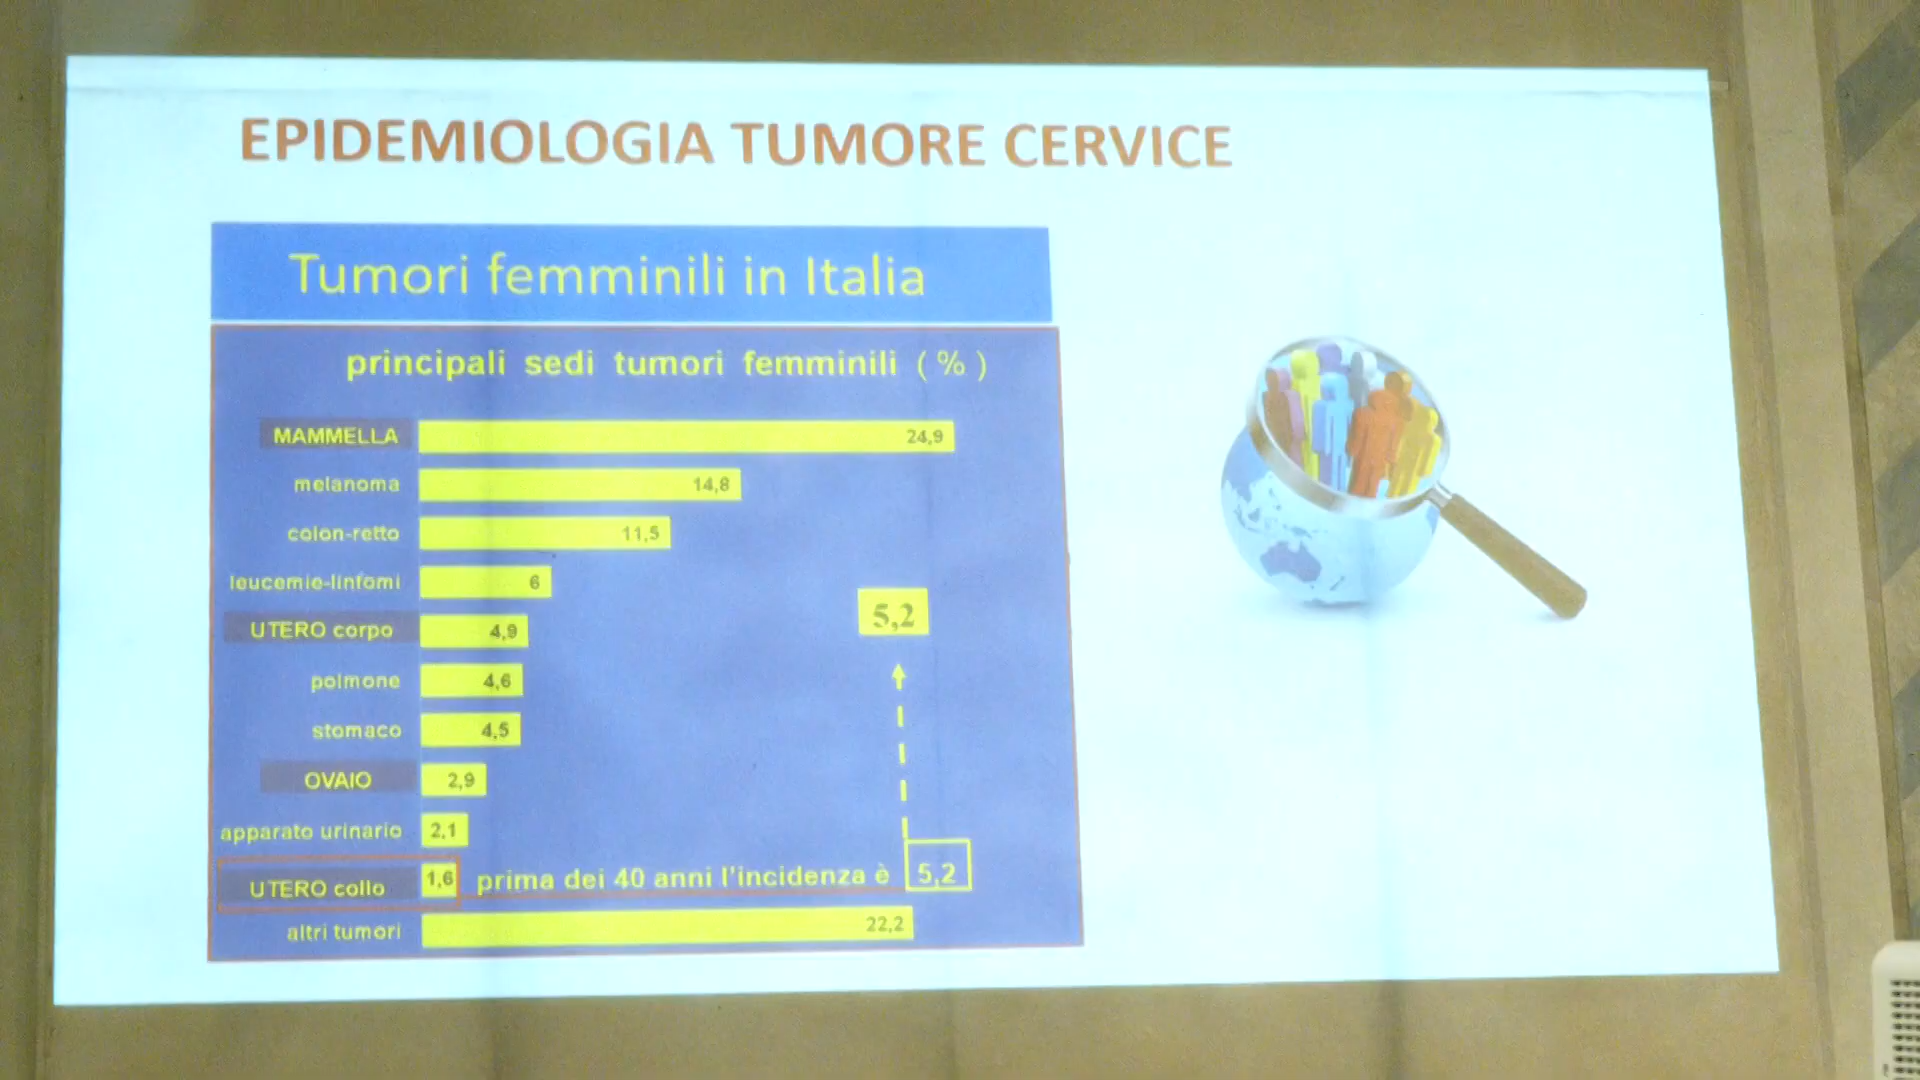 EPIDEMIOLOGIA TUMORE CERVICE
Tumori femminili in Italia
principali sedi tumori femminili (%)
MAMMELLA 24,9
melanoma 14,8
colon-retto 11,5
leucemie-linfomi 6
5,2
UTERO corpo 4,9
polmone 4,6
stomaco 4,5
OVAIO 2,9
apparato urinario 2,1
UTERO collo 1,6 prima dei 40 anni l'incidenza è 5,2
altri tumori 22,2